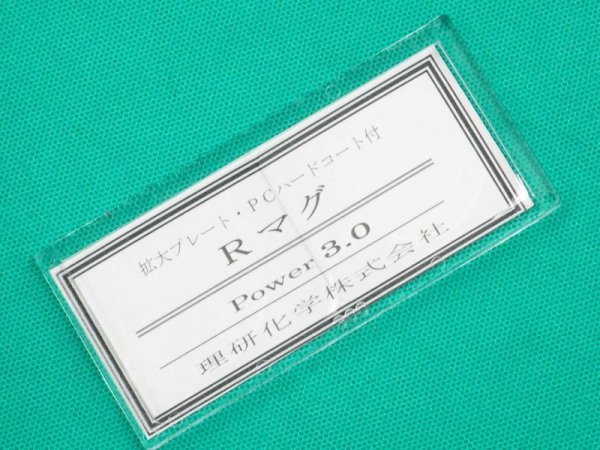 拡大プレート・PCハードコート付
Rマグ
Power 3.0
理研化学株式会社